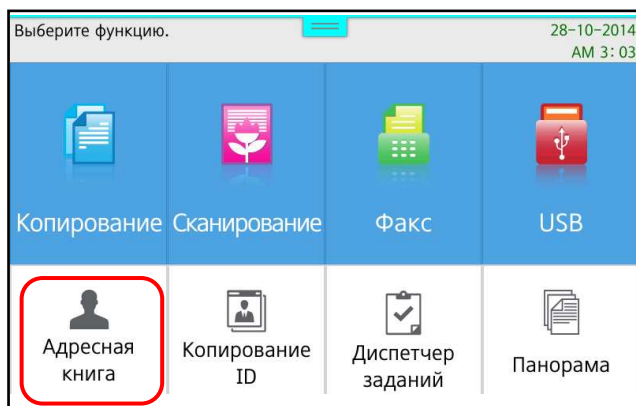 Выберите функцию.
28-10-2014
AM 3:03
Копирование
Сканирование
Факс
USB
Адресная
книга
Копирование
ID
Диспетчер
заданий
Панорама